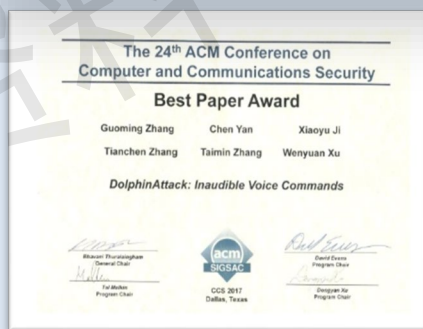 The 24th ACM Conference on
Computer and Communications Security
Best Paper Award
Guoming Zhang Chen Yan Xiaoyu Ji
Tianchen Zhang Taimin Zhang Wenyuan Xu
DolphinAttack: Inaudible Voice Commands
Bhavani Thuraisingham
General Chair
David Evans
Program Chair
acm
SIGSAC
Tal Malkin
Program Chair
CCS 2017
Dallas, Texas
Dongyan Xu
Program Chair